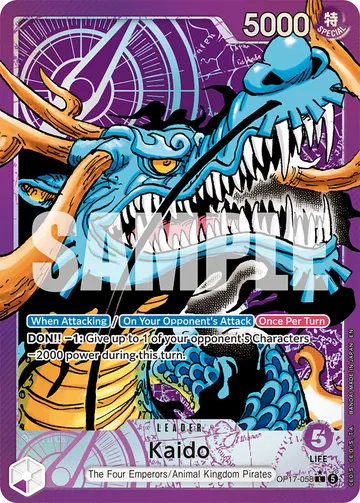 5000 特
SPECIAL
SAMPLE
When Attacking / On Your Opponent's Attack Once Per Turn
DON!! −1: Give up to 1 of your opponent's Characters
−2000 power during this turn.
LEADER
Kaido
The Four Emperors/Animal Kingdom Pirates
5
LIFE
OP17-058 L